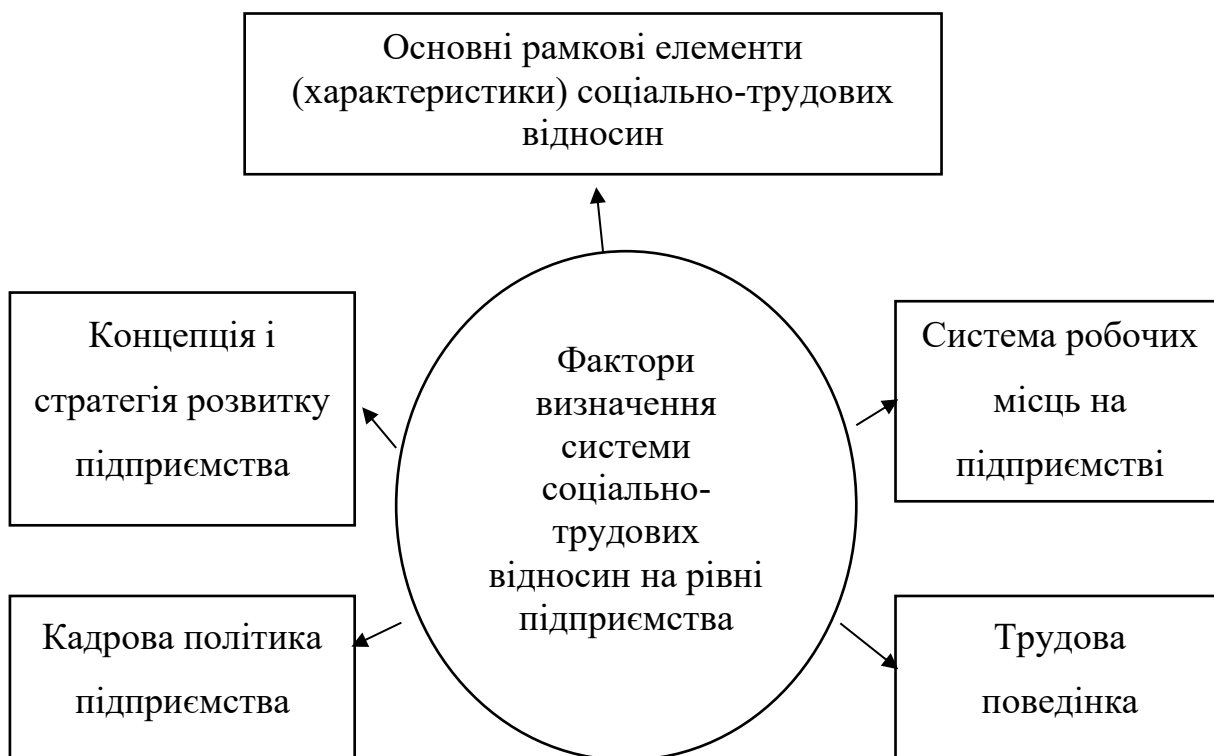 Основні рамкові елементи
(характеристики) соціально-трудових
відносин
Концепція і
стратегія розвитку
підприємства
Фактори
визначення
системи
соціально-
трудових
відносин на рівні
підприємства
Система робочих
місць на
підприємстві
Кадрова політика
підприємства
Трудова
поведінка